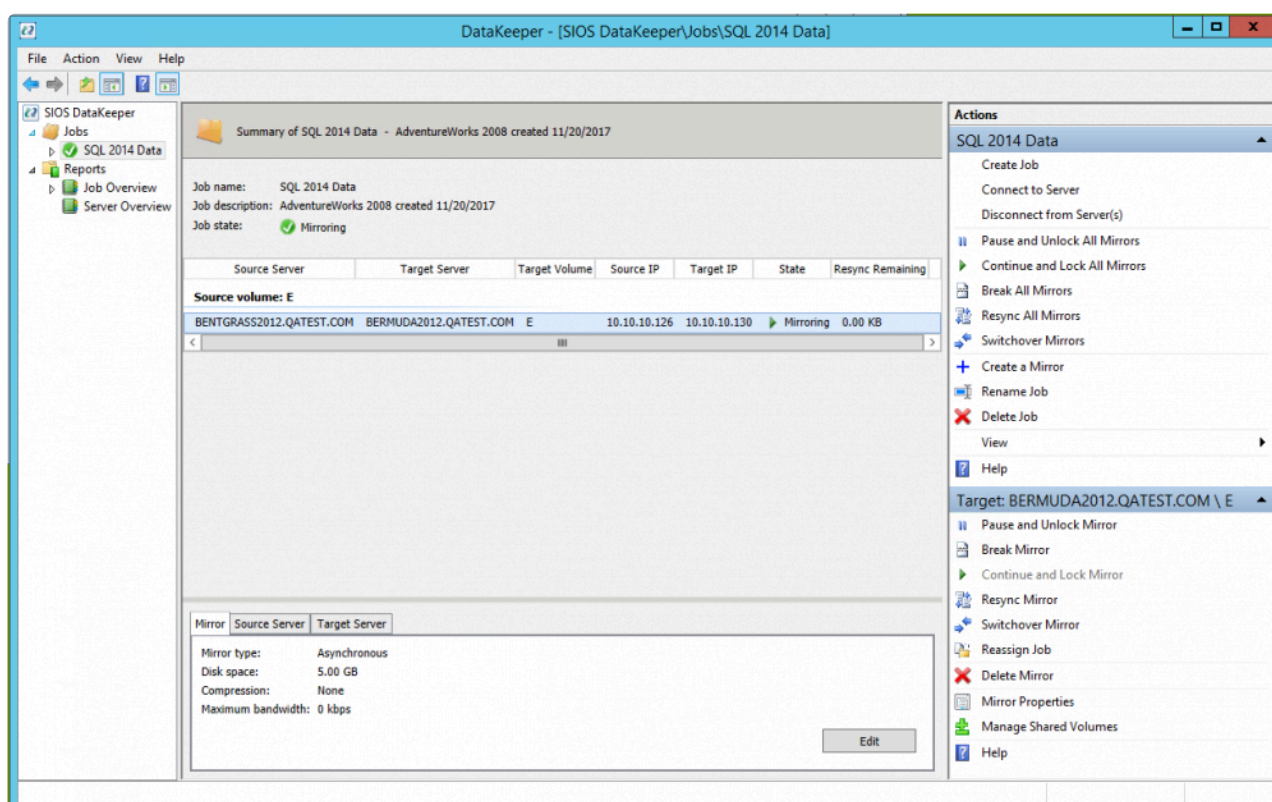 DataKeeper - [SIOS DataKeeper\Jobs\SQL 2014 Data]
File Action View Help
SIOS DataKeeper
Jobs
SQL 2014 Data
Reports
Job Overview
Server Overview
Summary of SQL 2014 Data - AdventureWorks 2008 created 11/20/2017
Job name: SQL 2014 Data
Job description: AdventureWorks 2008 created 11/20/2017
Job state: Mirroring
Source Server Target Server Target Volume Source IP Target IP State Resync Remaining
Source volume: E
BENTGRASS2012.QATEST.COM BERMUDA2012.QATEST.COM E 10.10.10.126 10.10.10.130 Mirroring 0.00 KB
Mirror Source Server Target Server
Mirror type: Asynchronous
Disk space: 5.00 GB
Compression: None
Maximum bandwidth: 0 kbps
Edit
Actions
SQL 2014 Data
Create Job
Connect to Server
Disconnect from Server(s)
Pause and Unlock All Mirrors
Continue and Lock All Mirrors
Break All Mirrors
Resync All Mirrors
Switchover Mirrors
Create a Mirror
Rename Job
Delete Job
View
Help
Target: BERMUDA2012.QATEST.COM \ E
Pause and Unlock Mirror
Break Mirror
Continue and Lock Mirror
Resync Mirror
Switchover Mirror
Reassign Job
Delete Mirror
Mirror Properties
Manage Shared Volumes
Help